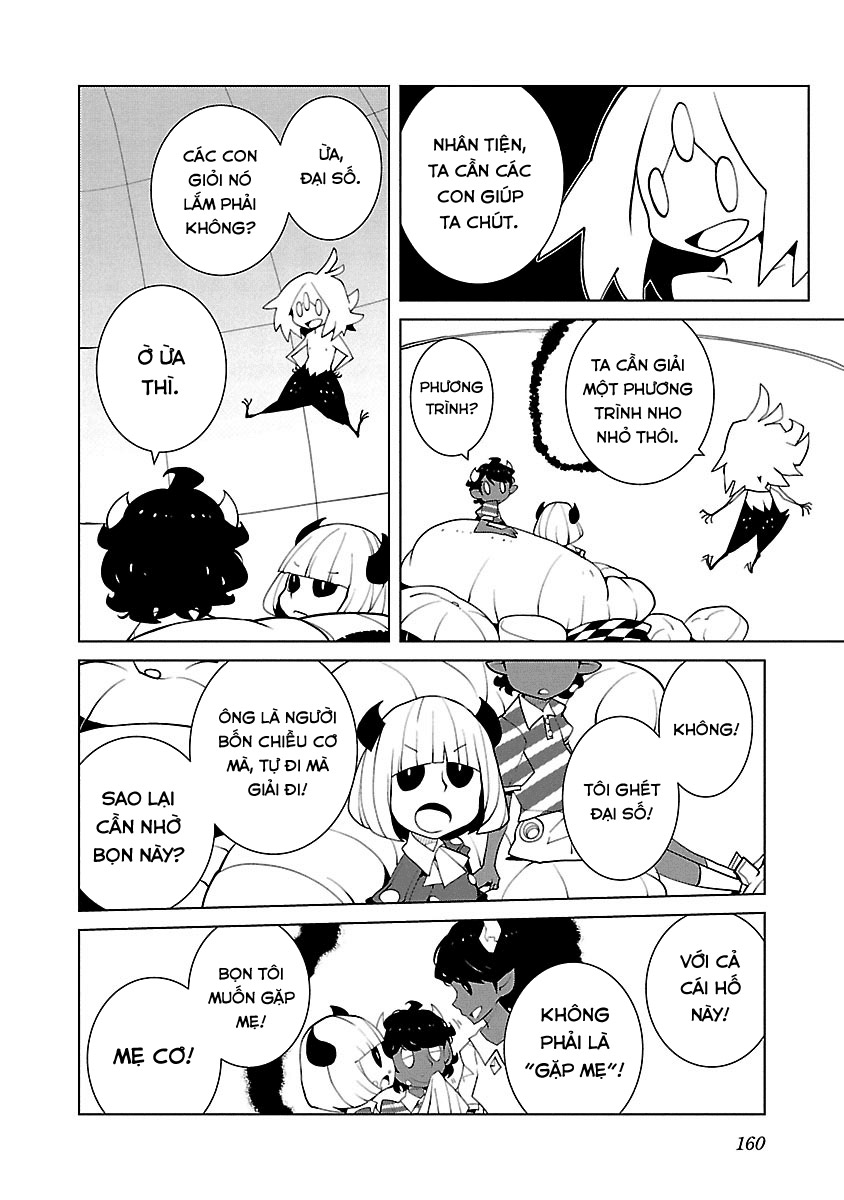 NHÂN TIỆN,
TA CẦN CÁC
CON GIÚP
TA CHÚT.
TA CẦN GIẢI
MỘT PHƯƠNG
TRÌNH NHO
NHỎ THÔI.
PHƯƠNG
TRÌNH?
ỪA,
ĐẠI SỐ.
CÁC CON
GIỎI NÓ
LẮM PHẢI
KHÔNG?
Ờ ỪA
THÌ.
KHÔNG!
TÔI GHÉT
ĐẠI SỐ!
ÔNG LÀ NGƯỜI
BỐN CHIỀU CƠ
MÀ, TỰ ĐI MÀ
GIẢI ĐI!
SAO LẠI
CẦN NHỜ
BỌN NÀY?
VỚI CẢ
CÁI HỐ
NÀY!
KHÔNG
PHẢI LÀ
“GẶP MẸ”!
BỌN TÔI
MUỐN GẶP
MẸ!
MẸ CƠ!
160